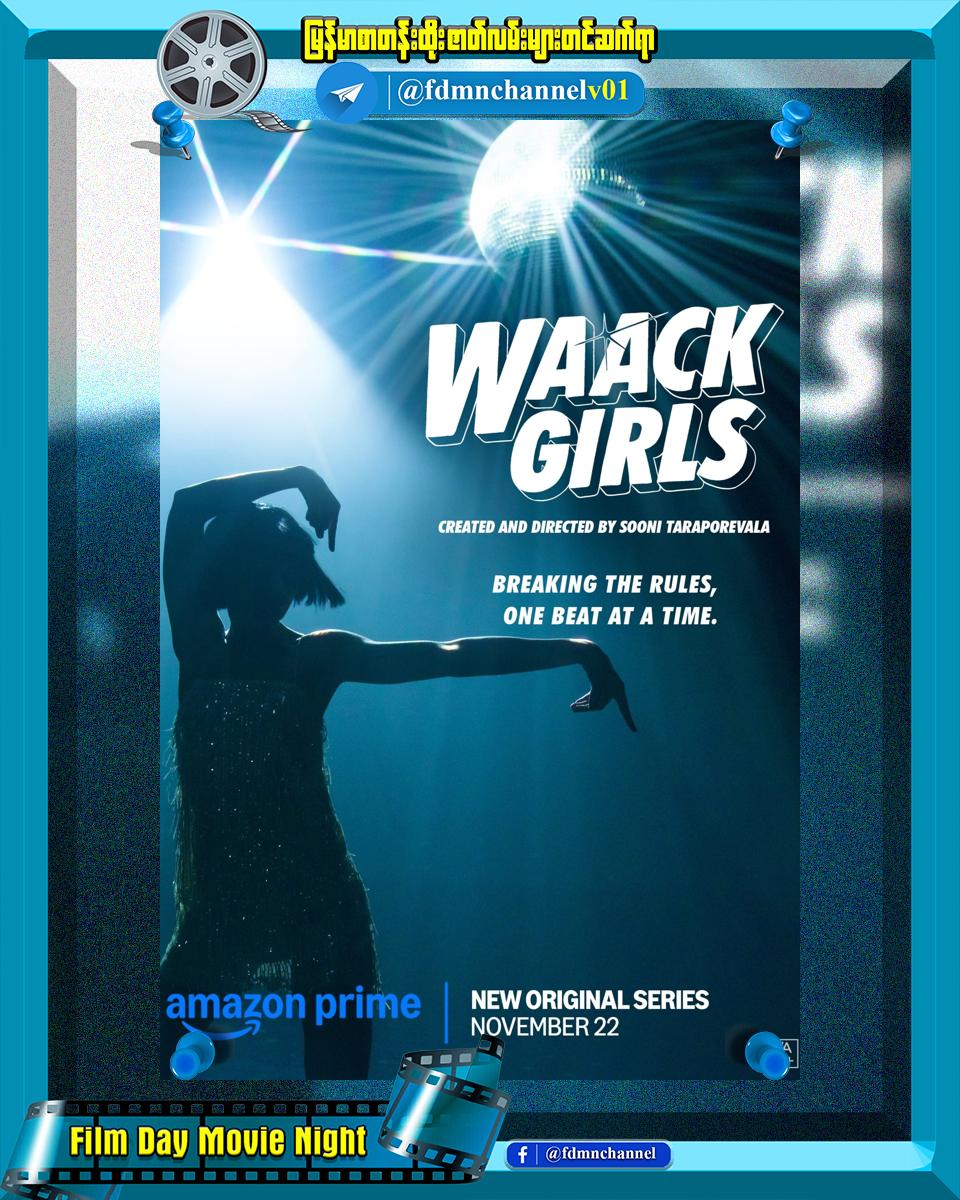 မြန်မာစာတန်းထိုးဇာတ်လမ်းများတင်ဆက်ရာ
@fdmnchannelv01
WAACK
GIRLS
CREATED AND DIRECTED BY SOONI TARAPOREVALA
BREAKING THE RULES,
ONE BEAT AT A TIME.
amazon prime
NEW ORIGINAL SERIES
NOVEMBER 22
Film Day Movie Night
@fdmnchannel